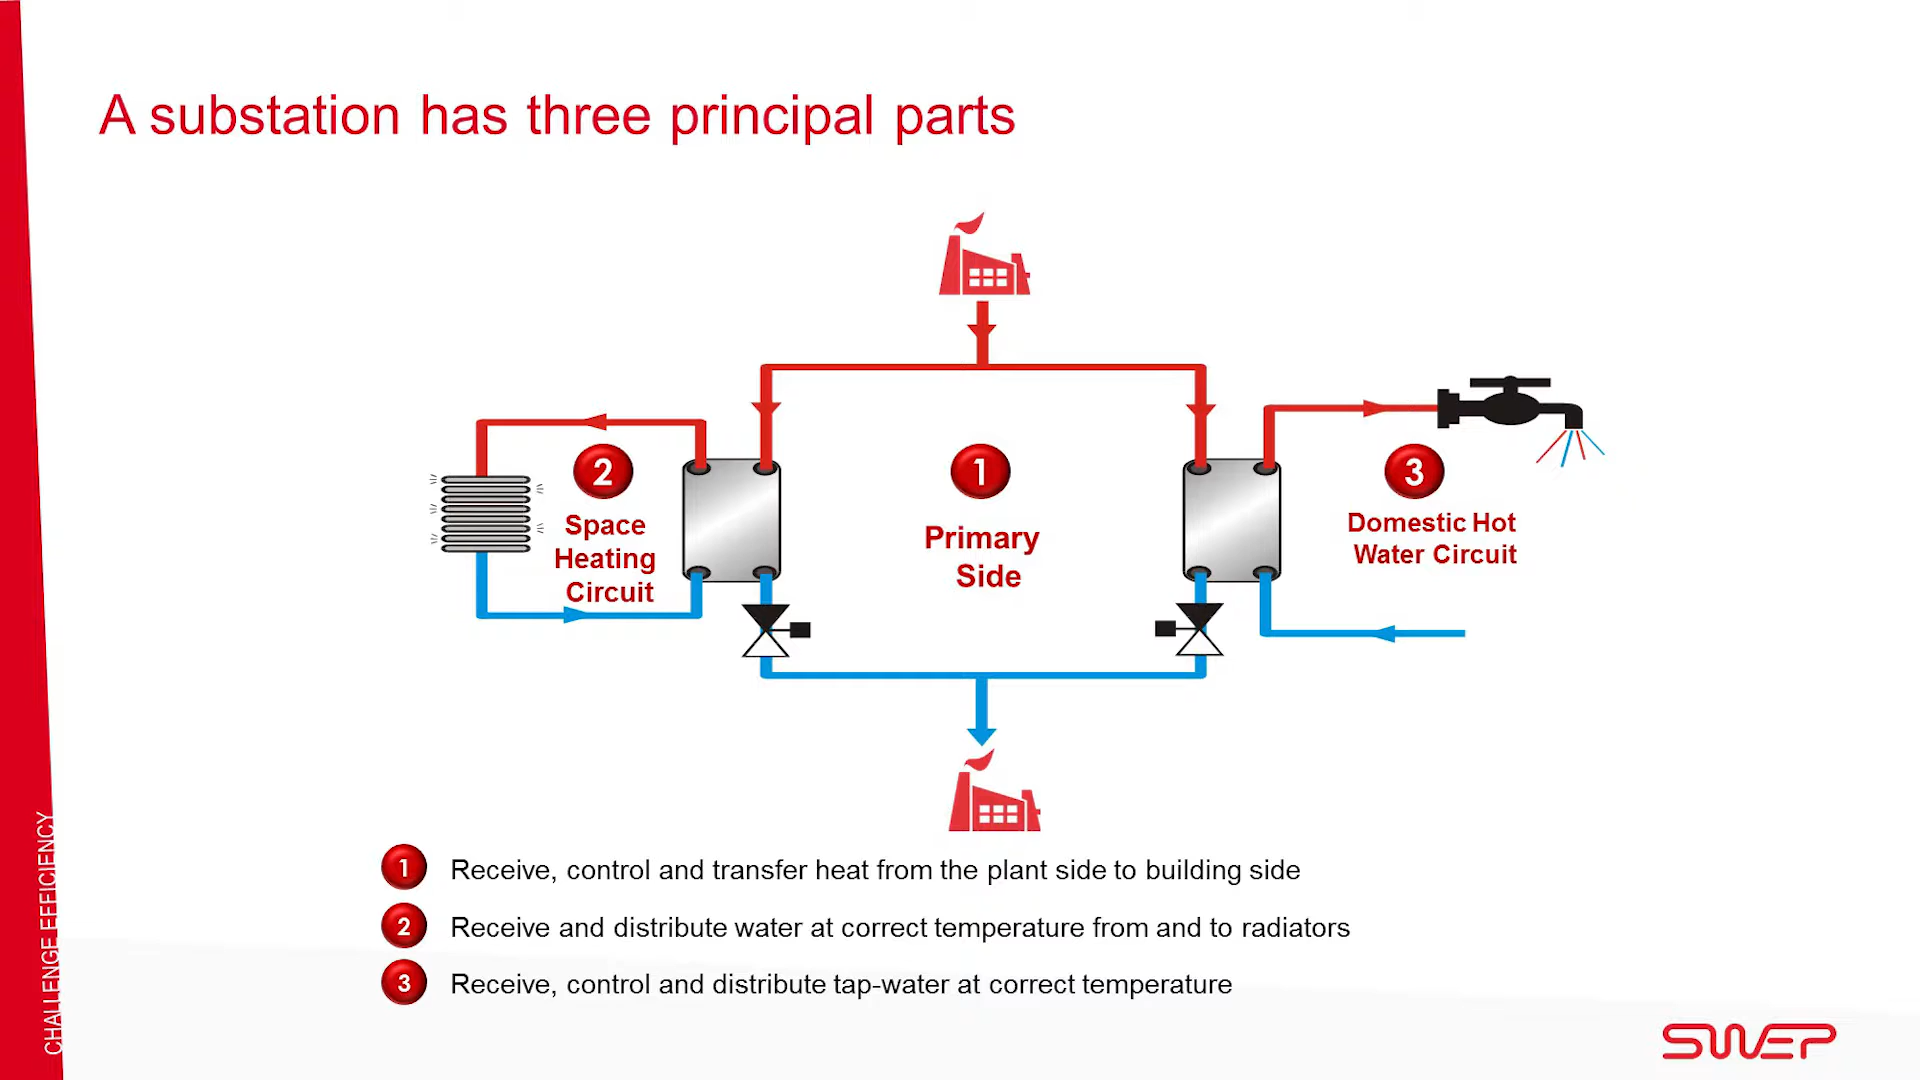 A substation has three principal parts
2
Space
Heating
Circuit
1
Primary
Side
3
Domestic Hot
Water Circuit
1 Receive, control and transfer heat from the plant side to building side
2 Receive and distribute water at correct temperature from and to radiators
3 Receive, control and distribute tap-water at correct temperature
CHALLENGE EFFICIENCY
SWEP